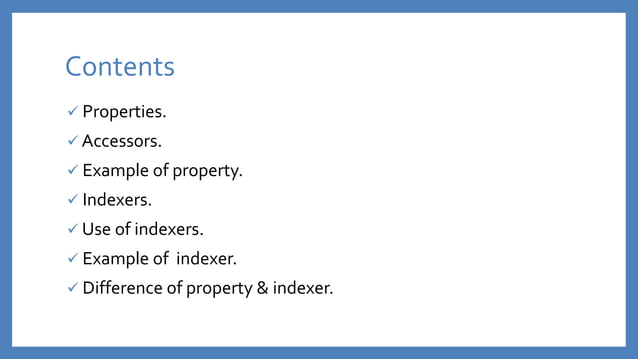 Contents
✓ Properties.
✓ Accessors.
✓ Example of property.
✓ Indexers.
✓ Use of indexers.
✓ Example of  indexer.
✓ Difference of property & indexer.